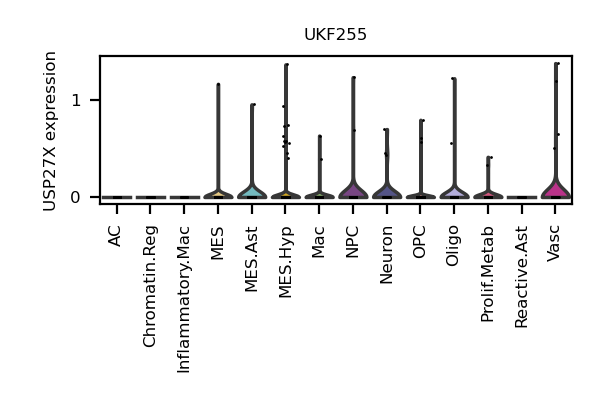 UKF255
USP27X expression
1
0
AC
Chromatin.Reg
Inflammatory.Mac
MES
MES.Ast
MES.Hyp
Mac
NPC
Neuron
OPC
Oligo
Prolif.Metab
Reactive.Ast
Vasc